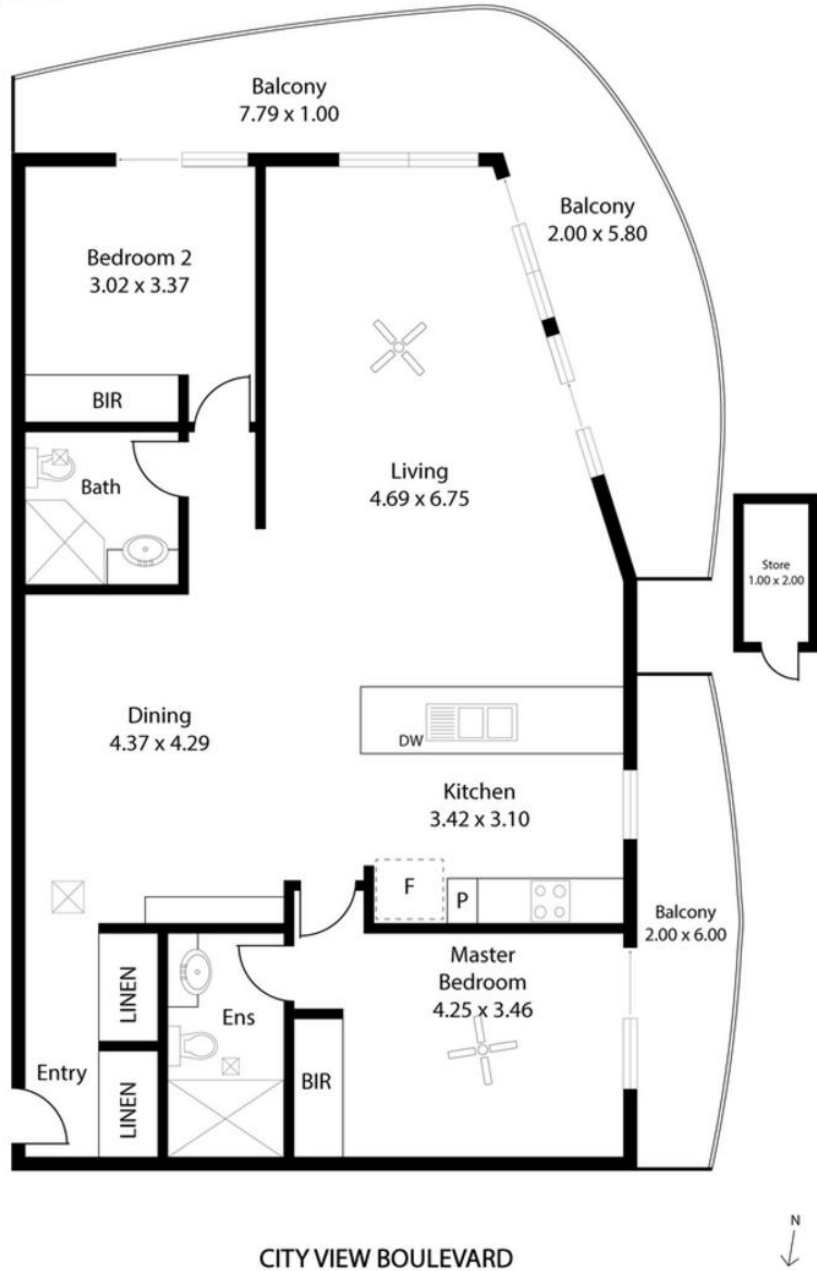 Balcony
7.79 x 1.00
Balcony
2.00 x 5.80
Bedroom 2
3.02 x 3.37
BIR
Bath
Living
4.69 x 6.75
Store
1.00 x 2.00
Dining
4.37 x 4.29
DW
Kitchen
3.42 x 3.10
F
P
Balcony
2.00 x 6.00
Master
Bedroom
4.25 x 3.46
LINEN
Ens
Entry
LINEN
BIR
N
CITY VIEW BOULEVARD